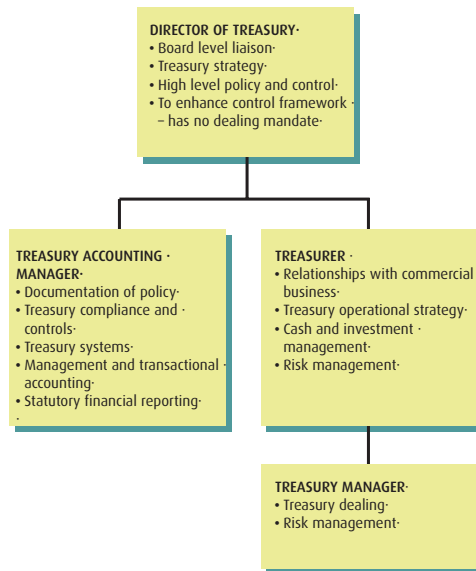 DIRECTOR OF TREASURY·
• Board level liaison·
• Treasury strategy·
• High level policy and control·
• To enhance control framework ·
– has no dealing mandate·
TREASURY ACCOUNTING ·
MANAGER·
• Documentation of policy·
• Treasury compliance and ·
controls·
• Treasury systems·
• Management and transactional ·
accounting·
• Statutory financial reporting·
·
TREASURER ·
• Relationships with commercial
business·
• Treasury operational strategy·
• Cash and investment ·
management·
• Risk management·
TREASURY MANAGER·
• Treasury dealing·
• Risk management·